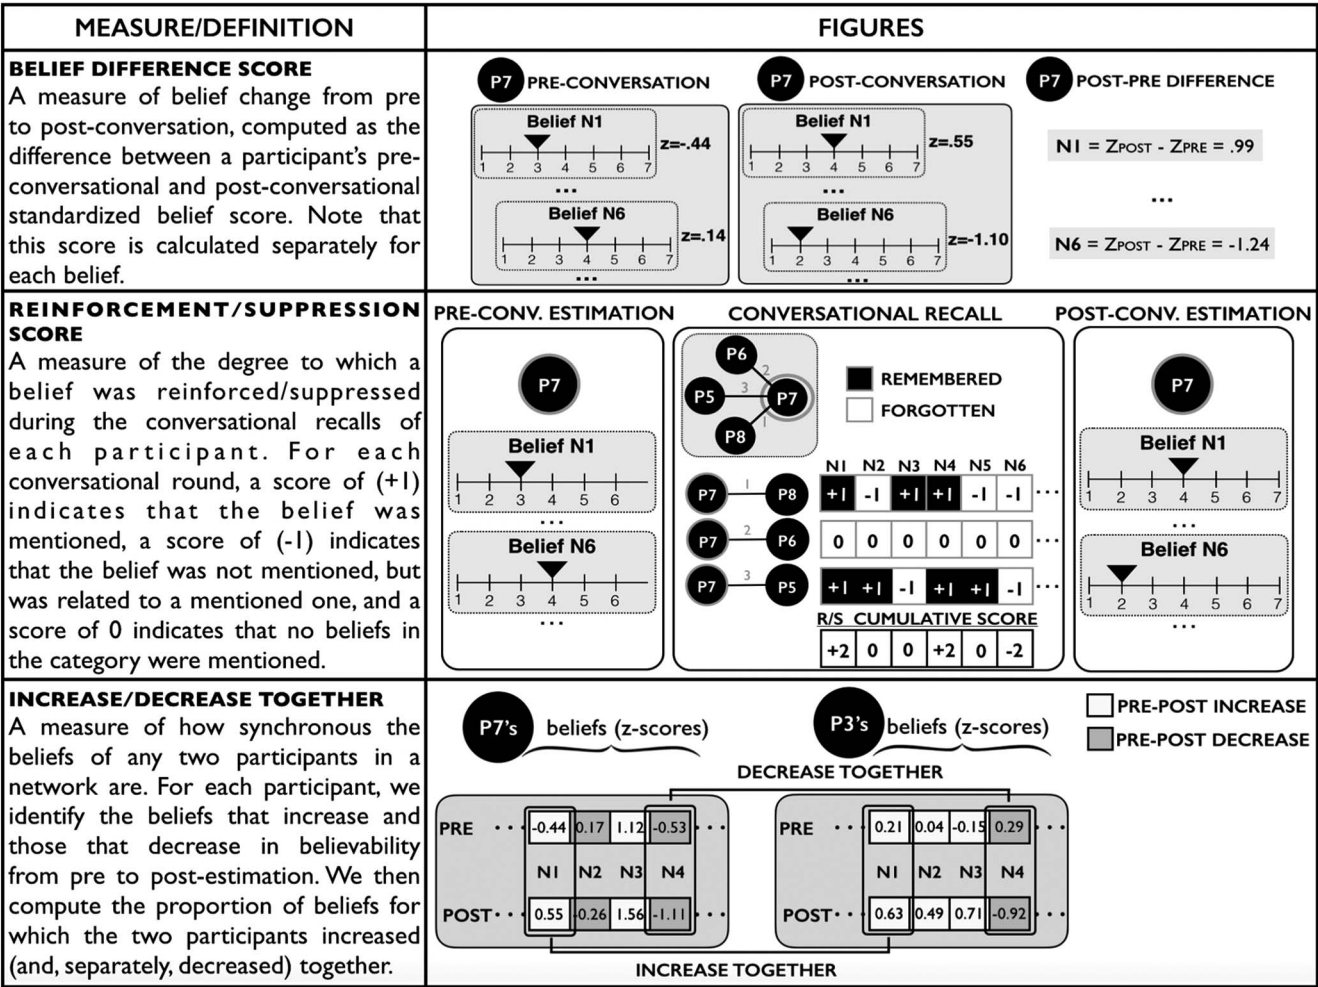 MEASURE/DEFINITION
FIGURES
BELIEF DIFFERENCE SCORE
A measure of belief change from pre
to post-conversation, computed as the
difference between a participant's pre-
conversational and post-conversational
standardized belief score. Note that
this score is calculated separately for
each belief.
P7 PRE-CONVERSATION
Belief N1
1 2 3 4 5 6 7
z=-.44
...
Belief N6
1 2 3 4 5 6 7
z=.14
...
P7 POST-CONVERSATION
Belief N1
1 2 3 4 5 6 7
z=.55
...
Belief N6
1 2 3 4 5 6 7
z=-1.10
...
P7 POST-PRE DIFFERENCE
N1 = ZPOST - ZPRE = .99
...
N6 = ZPOST - ZPRE = -1.24
REINFORCEMENT/SUPPRESSION
SCORE
A measure of the degree to which a
belief was reinforced/suppressed
during the conversational recalls of
each participant. For each
conversational round, a score of (+1)
indicates that the belief was
mentioned, a score of (-1) indicates
that the belief was not mentioned, but
was related to a mentioned one, and a
score of 0 indicates that no beliefs in
the category were mentioned.
PRE-CONV. ESTIMATION
P7
Belief N1
1 2 3 4 5 6
...
Belief N6
1 2 3 4 5 6
...
CONVERSATIONAL RECALL
P6
2
P5 3 P7
1
P8
REMEMBERED
FORGOTTEN
N1 N2 N3 N4 N5 N6
P7 1 P8 +1 -1 +1 +1 -1 -1 ...
P7 2 P6 0 0 0 0 0 0 ...
P7 3 P5 +1 +1 -1 +1 +1 -1 ...
R/S CUMULATIVE SCORE
+2 0 0 +2 0 -2
POST-CONV. ESTIMATION
P7
Belief N1
1 2 3 4 5 6 7
...
Belief N6
1 2 3 4 5 6 7
...
INCREASE/DECREASE TOGETHER
A measure of how synchronous the
beliefs of any two participants in a
network are. For each participant, we
identify the beliefs that increase and
those that decrease in believability
from pre to post-estimation. We then
compute the proportion of beliefs for
which the two participants increased
(and, separately, decreased) together.
P7's beliefs (z-scores)
P3's beliefs (z-scores)
PRE-POST INCREASE
PRE-POST DECREASE
DECREASE TOGETHER
PRE ... -0.44 0.17 1.12 -0.53 ...
N1 N2 N3 N4
POST ... 0.55 -0.26 1.56 -1.11 ...
PRE ... 0.21 0.04 -0.15 0.29 ...
N1 N2 N3 N4
POST ... 0.63 0.49 0.71 -0.92 ...
INCREASE TOGETHER